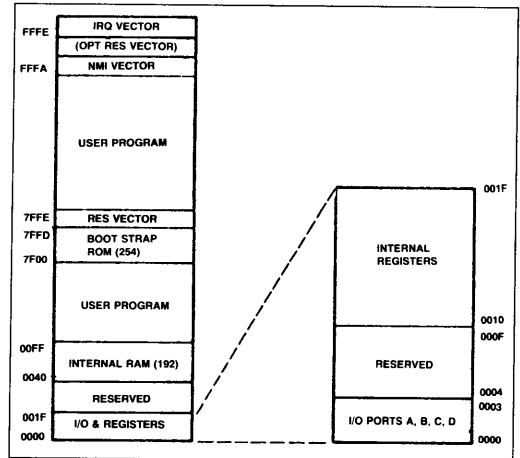 FFFE
IRQ VECTOR
(OPT RES VECTOR)
FFFA
NMI VECTOR
USER PROGRAM
7FFE
RES VECTOR
7FFD
BOOT STRAP
ROM (254)
7F00
USER PROGRAM
00FF
INTERNAL RAM (192)
0040
RESERVED
001F
I/O & REGISTERS
0000
001F
INTERNAL
REGISTERS
0010
000F
RESERVED
0004
0003
I/O PORTS A, B, C, D
0000